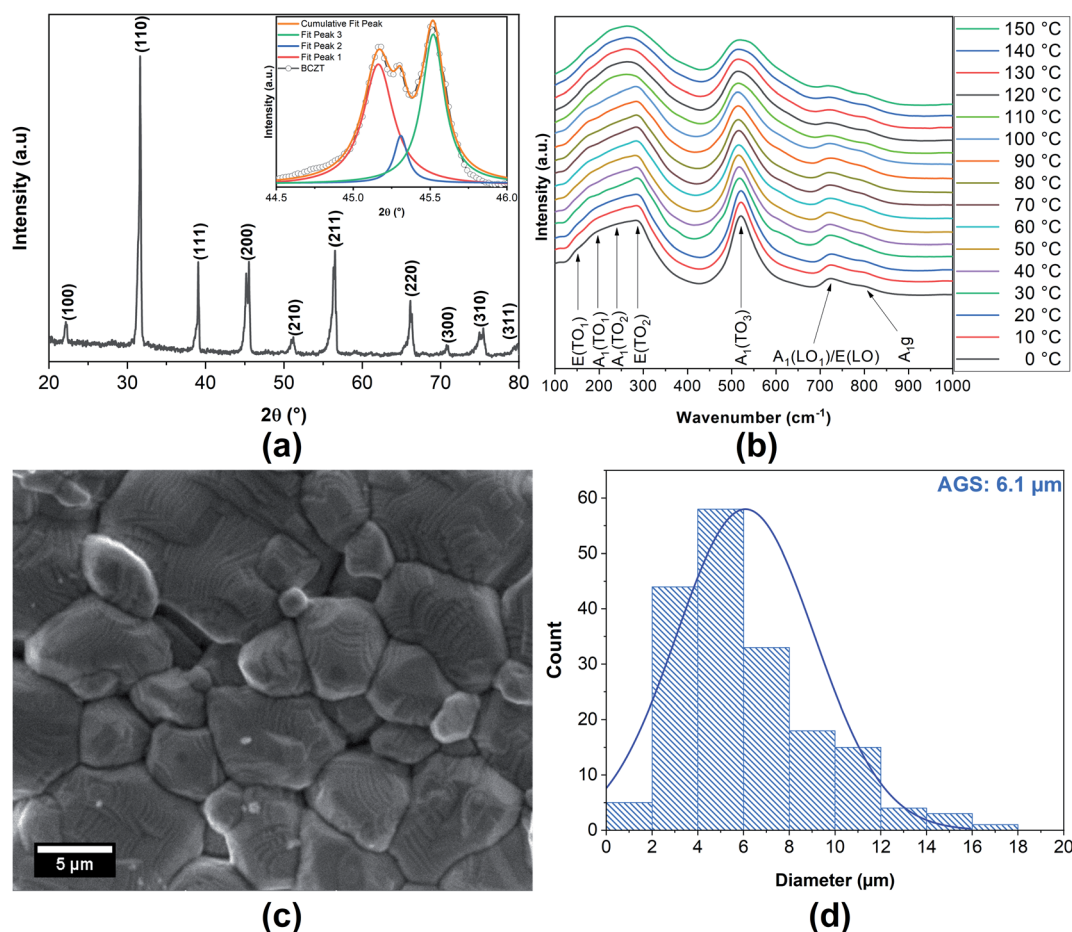 Intensity (a.u)
(100)
(110)
(111)
(200)
(210)
(211)
(220)
(300)
(310)
(311)
20 30 40 50 60 70 80
2θ (°)
Cumulative Fit Peak
Fit Peak 3
Fit Peak 2
Fit Peak 1
BCZT
Intensity (a.u.)
44.5 45.0 45.5 46.0
2θ (°)
(a)
Intensity (a.u.)
E(TO₁)
A₁(TO₁)
A₁(TO₂)
E(TO₂)
A₁(TO₃)
A₁(LO₁)/E(LO)
A₁g
100 200 300 400 500 600 700 800 900 1000
Wavenumber (cm⁻¹)
150 °C
140 °C
130 °C
120 °C
110 °C
100 °C
90 °C
80 °C
70 °C
60 °C
50 °C
40 °C
30 °C
20 °C
10 °C
0 °C
(b)
5 µm
(c)
AGS: 6.1 µm
Count
60
50
40
30
20
10
0
0 2 4 6 8 10 12 14 16 18 20
Diameter (µm)
(d)